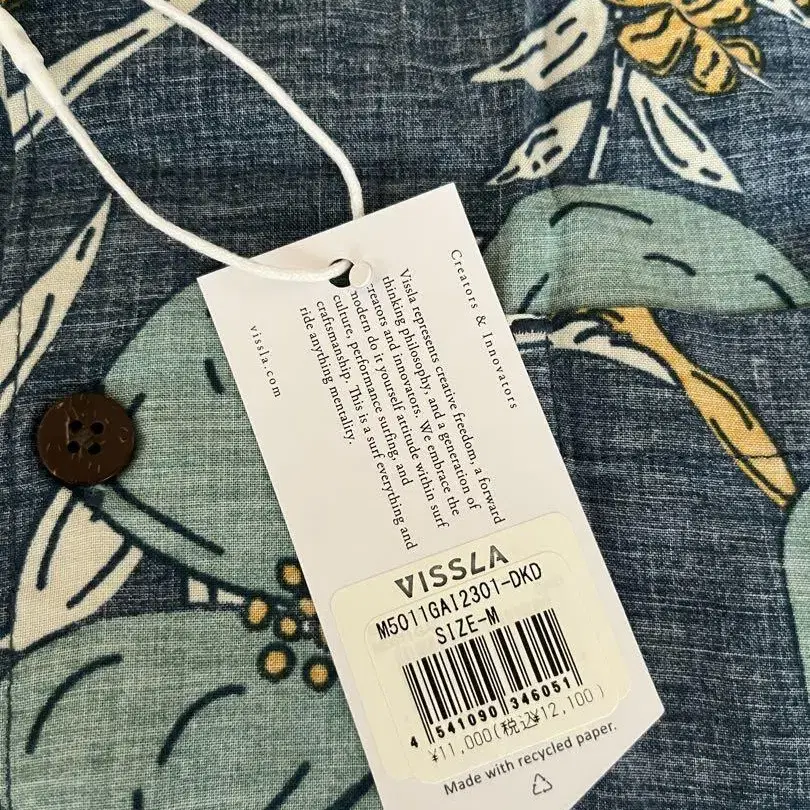 Creators & Innovators
Vissla represents creative freedom, a forward
thinking philosophy, and a generation of
creators and innovators. We embrace the
modern do it yourself attitude within surf
culture, performance surfing, and
craftsmanship. This is a surf everything and
ride anything mentality.
vissla.com
VISSLA
M5011GAI2301-DKD
SIZE-M
4 541090 346051
¥11,000(税込¥12,100)
Made with recycled paper.